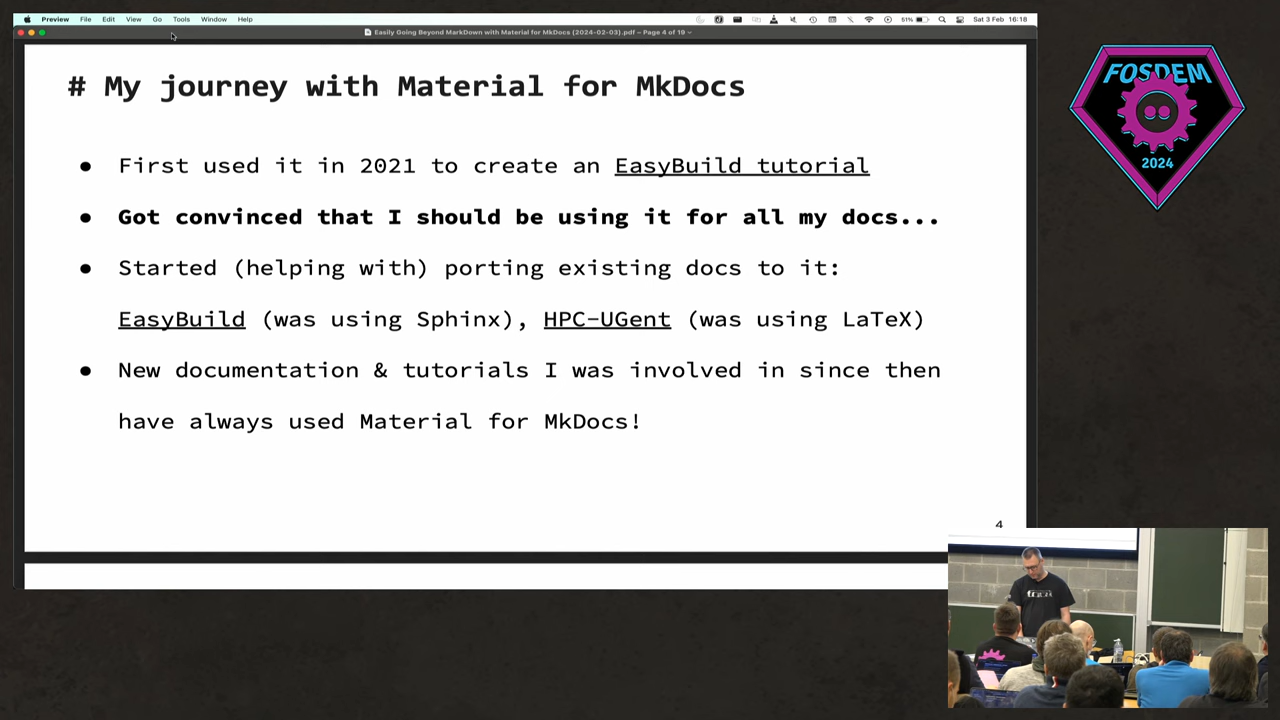 Preview File Edit View Go Tools Window Help 51% Sat 3 Feb 16:18
Easily Going Beyond MarkDown with Material for MkDocs (2024-02-03).pdf – Page 4 of 19
# My journey with Material for MkDocs
● First used it in 2021 to create an EasyBuild tutorial
● Got convinced that I should be using it for all my docs...
● Started (helping with) porting existing docs to it:
EasyBuild (was using Sphinx), HPC-UGent (was using LaTeX)
● New documentation & tutorials I was involved in since then
have always used Material for MkDocs!
4
FOSDEM
2024